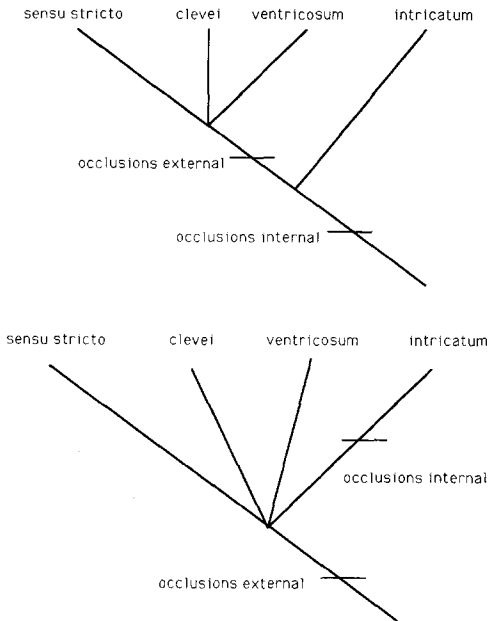 sensu stricto clevei ventricosum intricatum
occlusions external
occlusions internal
sensu stricto clevei ventricosum intricatum
occlusions internal
occlusions external